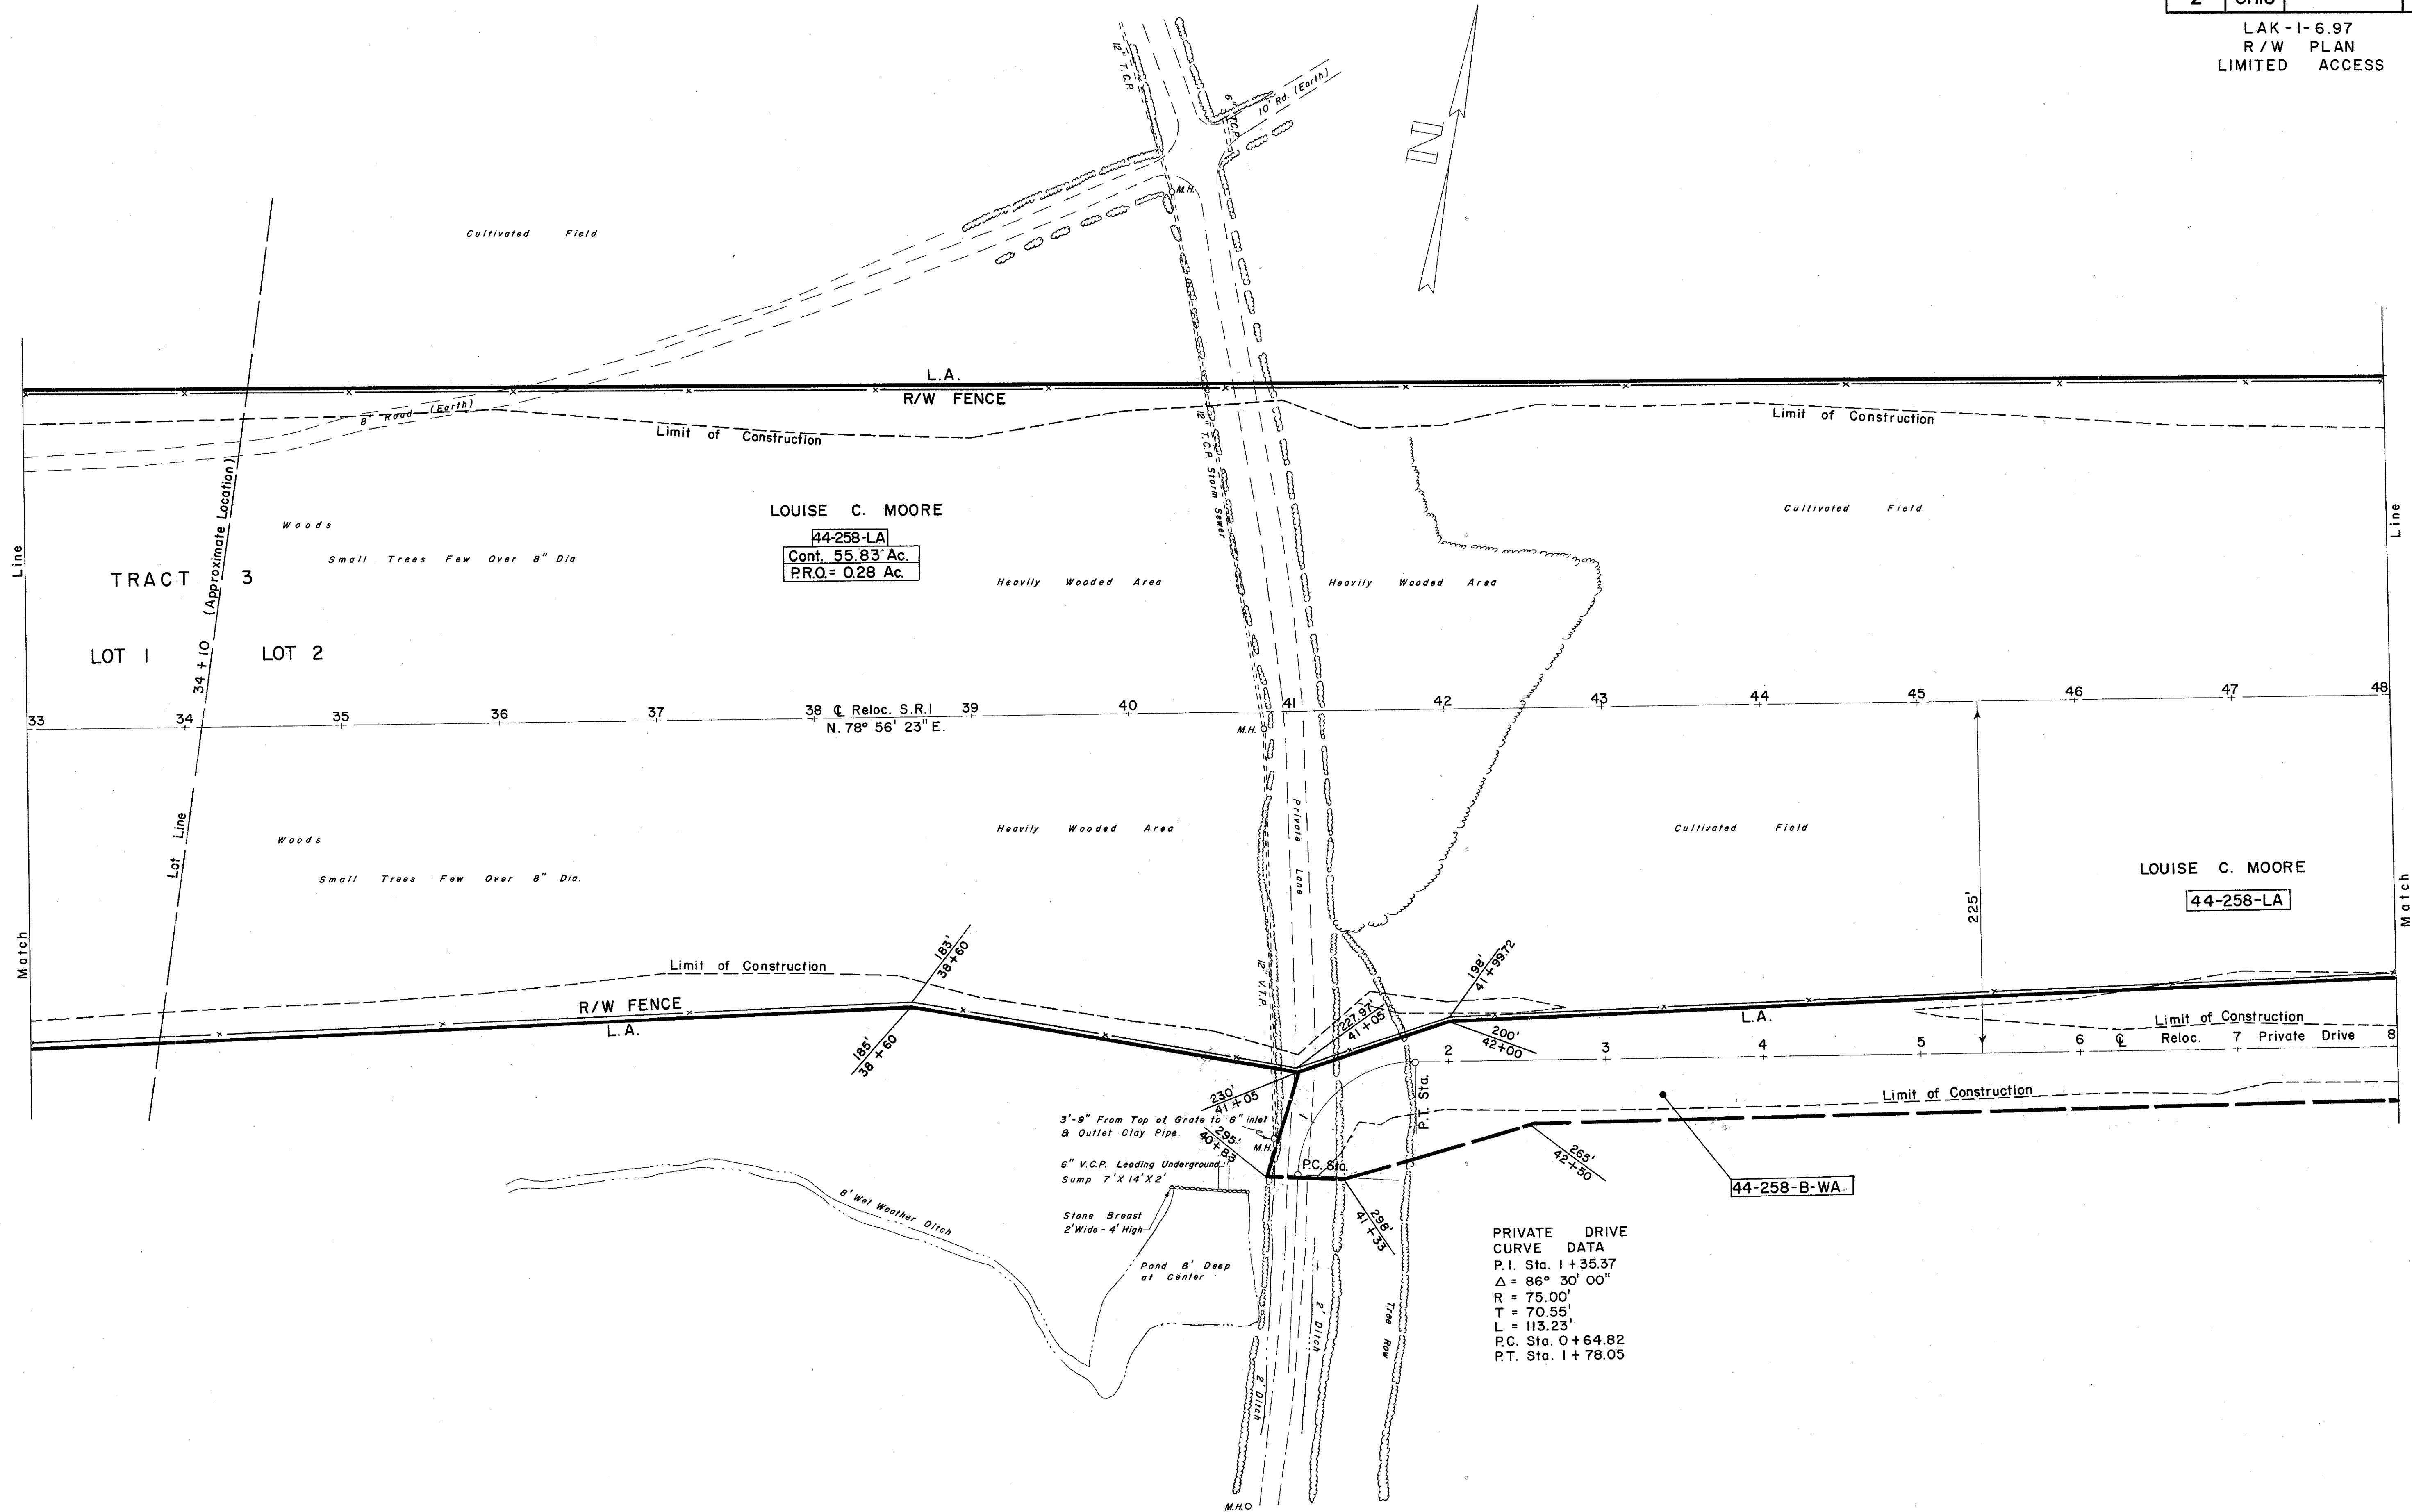 2 OHIO
LAK-1-6.97
R/W PLAN
LIMITED ACCESS
12" T.C.P.
6" T.C.P.
10' Rd. (Earth)
N
M.H.
Cultivated Field
L.A.
R/W FENCE
8' Road (Earth)
Limit of Construction
Limit of Construction
12" T.C.P. Storm Sewer
(Approximate Location)
34+10
Lot Line
Line
Match
Line
Match
LOUISE C. MOORE
44-258-LA
Cont. 55.83 Ac.
P.R.O.= 0.28 Ac.
Woods
Small Trees Few Over 8" Dia
TRACT 3
LOT 1 LOT 2
Heavily Wooded Area
Heavily Wooded Area
Cultivated Field
33 34 35 36 37 38 ℄ Reloc. S.R.1 39 40 41 42 43 44 45 46 47 48
N. 78° 56' 23" E.
M.H.
Private Lane
Woods
Small Trees Few Over 8" Dia.
Heavily Wooded Area
Cultivated Field
LOUISE C. MOORE
44-258-LA
225'
183'
38+60
Limit of Construction
R/W FENCE
L.A.
185'
38+60
12" V.T.P.
227.97'
41+05
198'
41+99.72
200'
42+00
L.A.
Limit of Construction
2 3 4 5 6 ℄ Reloc. 7 Private Drive 8
Limit of Construction
230'
41+05
P.T. Sta.
1
3'-9" From Top of Grate to 6" Inlet
& Outlet Clay Pipe.
295'
40+83
M.H.
P.C. Sta.
6" V.C.P. Leading Underground
Sump 7'X14'X2'
Stone Breast
2'Wide-4' High
265'
42+50
298'
41+33
44-258-B-WA
8' Wet Weather Ditch
Pond 8' Deep
at Center
2' Ditch
2' Ditch
Tree Row
M.H.
PRIVATE DRIVE
CURVE DATA
P.I. Sta. 1+35.37
Δ = 86° 30' 00"
R = 75.00'
T = 70.55'
L = 113.23'
P.C. Sta. 0+64.82
P.T. Sta. 1+78.05